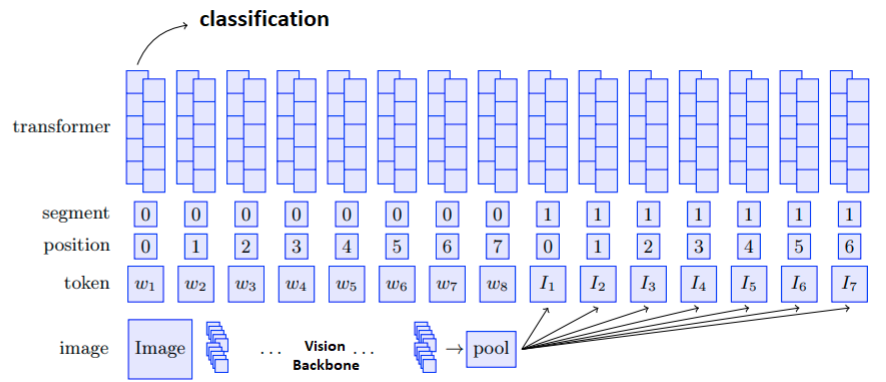 classification
transformer
segment 0 0 0 0 0 0 0 0 1 1 1 1 1 1 1
position 0 1 2 3 4 5 6 7 0 1 2 3 4 5 6
token w₁ w₂ w₃ w₄ w₅ w₆ w₇ w₈ I₁ I₂ I₃ I₄ I₅ I₆ I₇
image Image ... Vision ... pool
Backbone